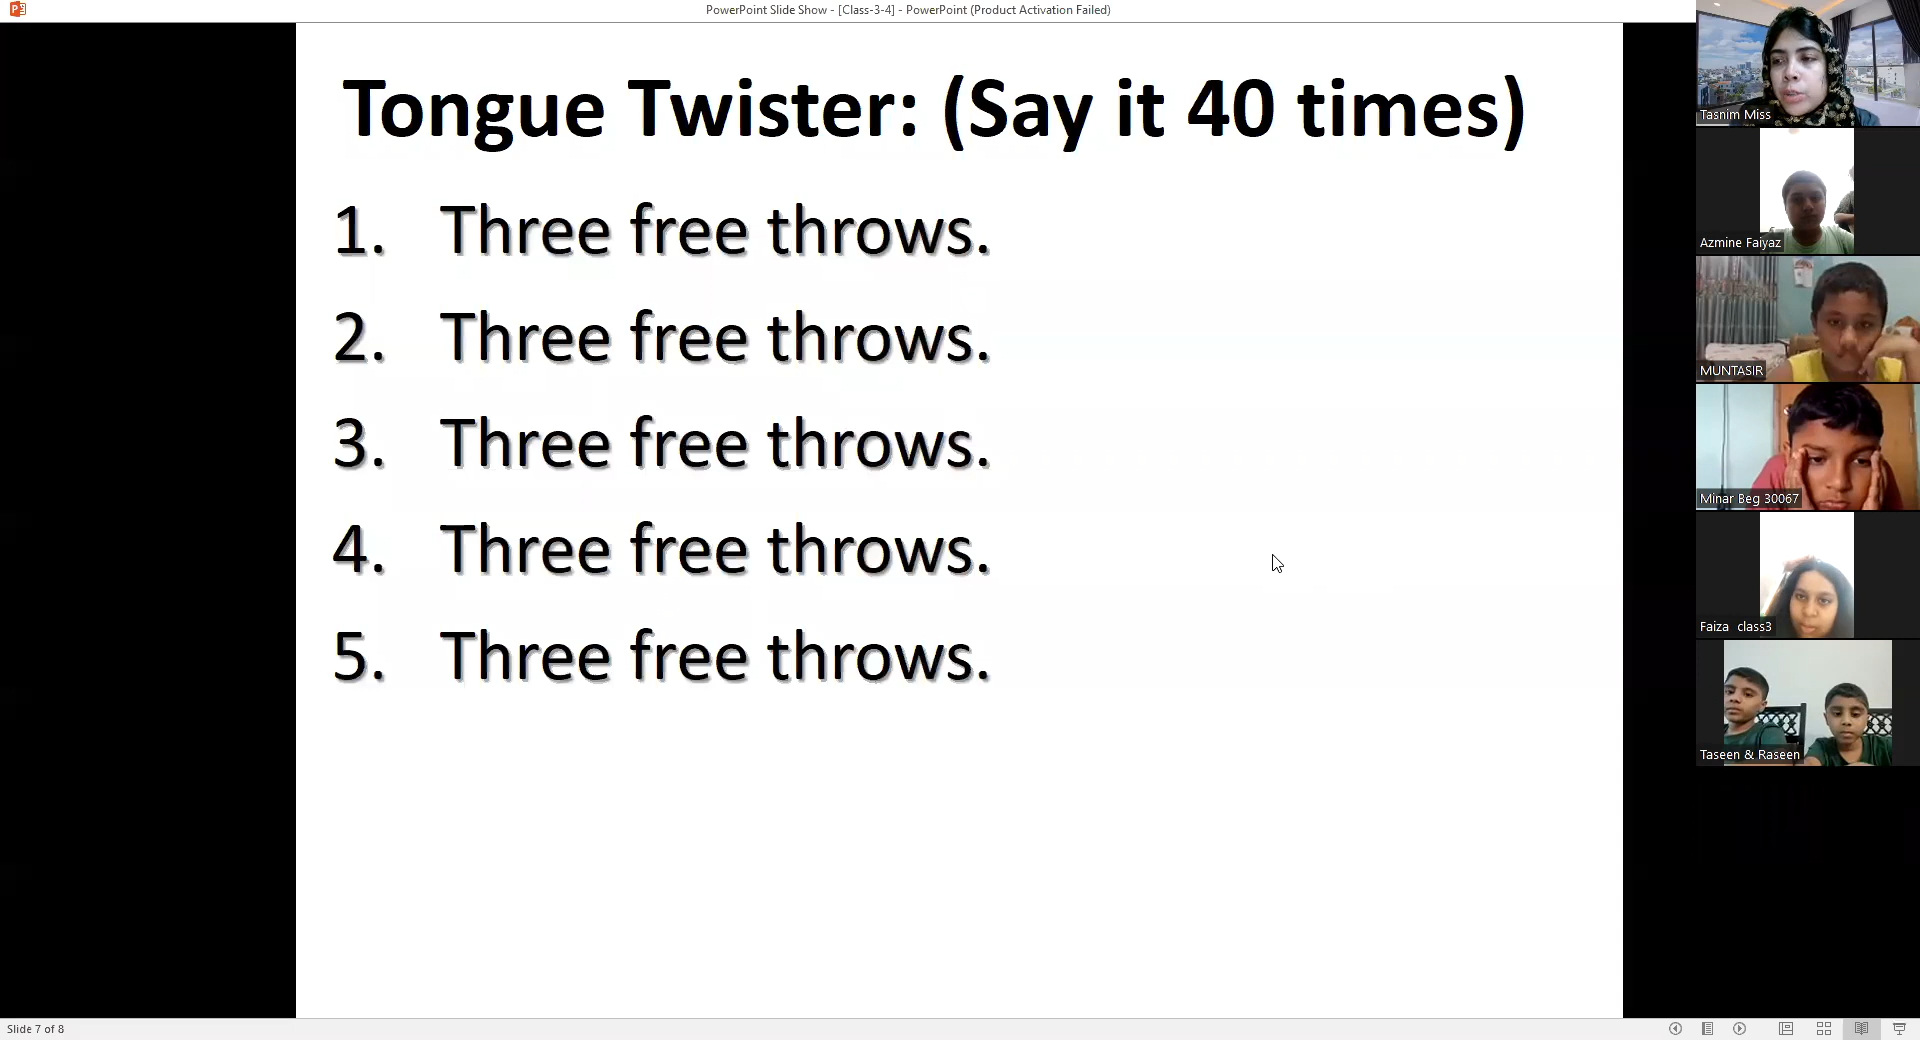 PowerPoint Slide Show - [Class-3-4] - PowerPoint (Product Activation Failed)
Tongue Twister: (Say it 40 times)
1. Three free throws.
2. Three free throws.
3. Three free throws.
4. Three free throws.
5. Three free throws.
Tasnim Miss
Azmine Faiyaz
MUNTASIR
Minar Beg 30067
Faiza class3
Taseen & Raseen
Slide 7 of 8